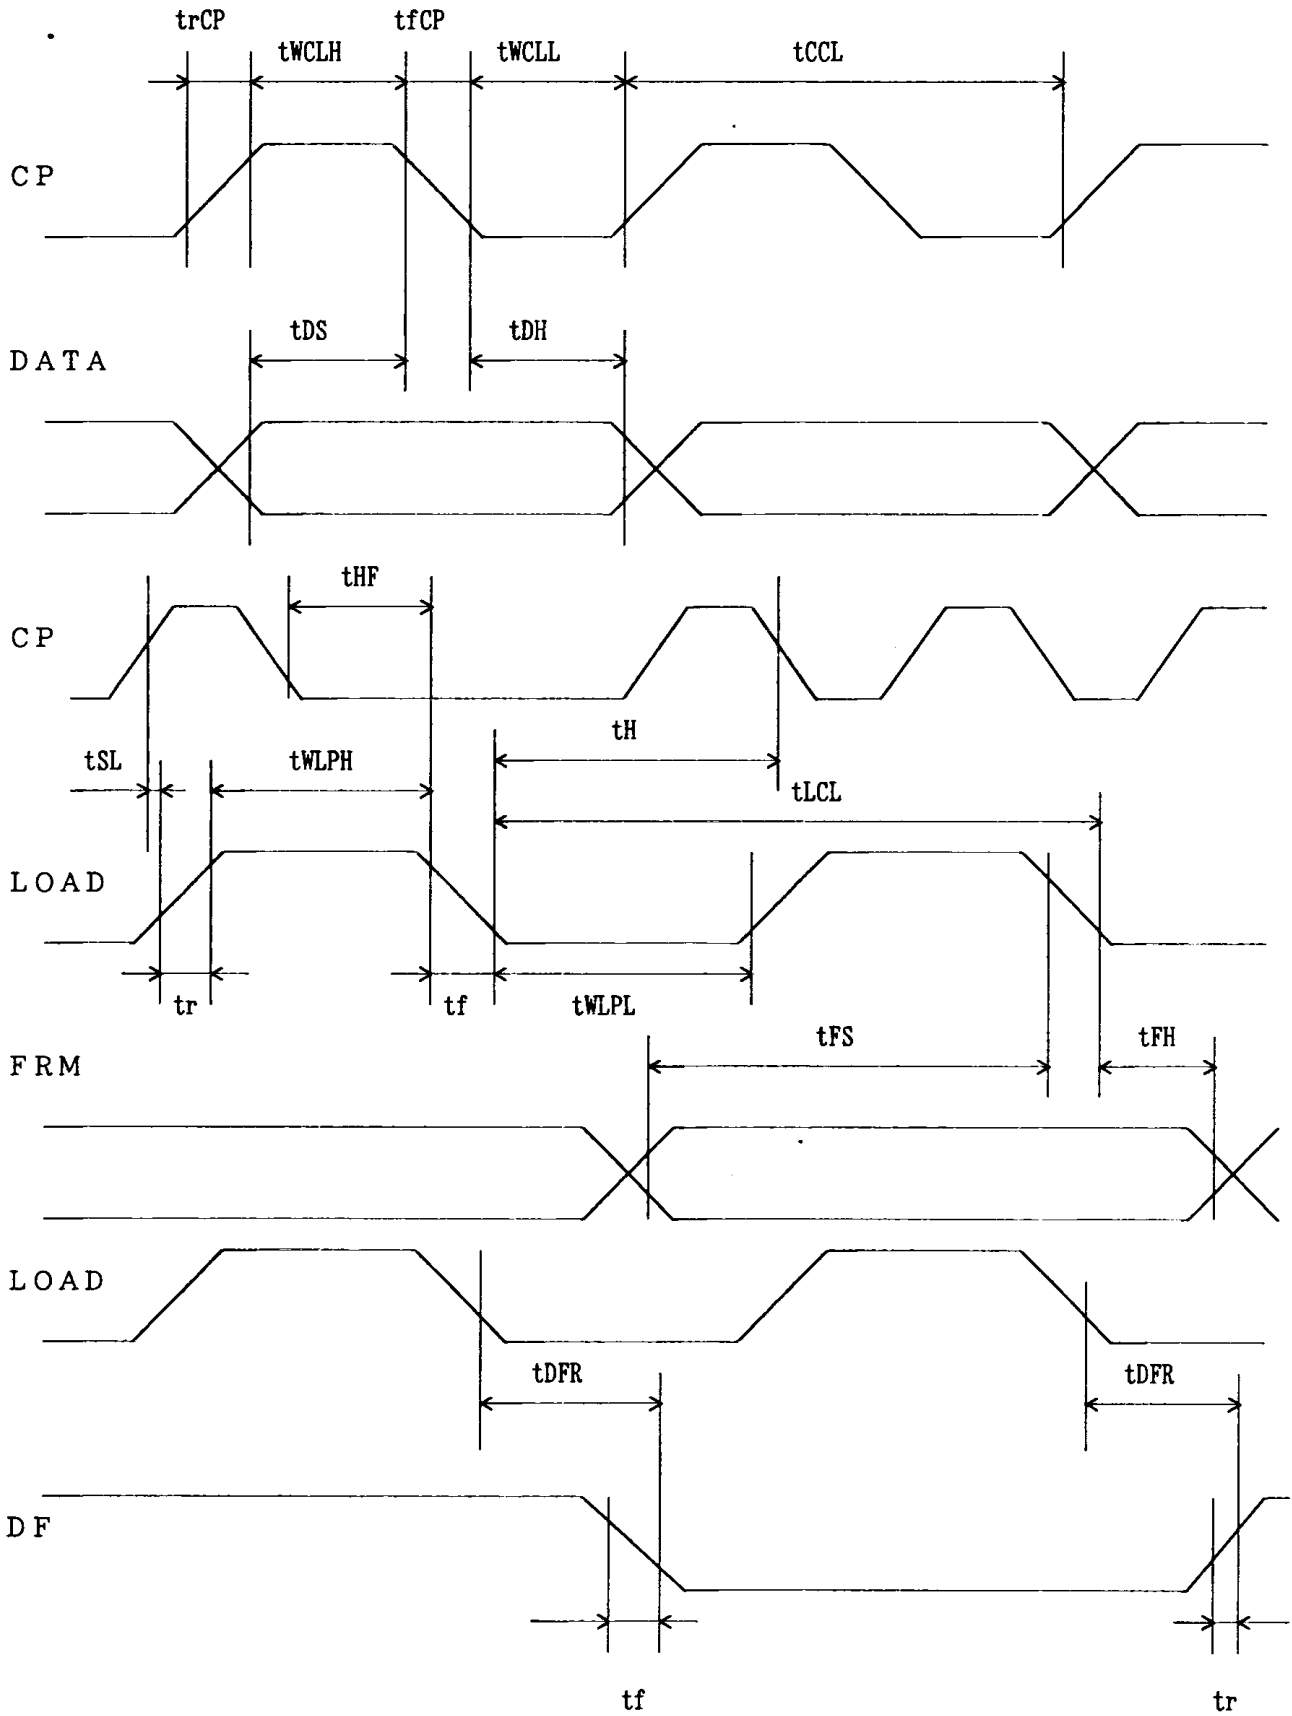 trCP tfCP
tWCLH tWCLL tCCL
CP
tDS tDH
DATA
tHF
CP
tH
tSL tWLPH
tLCL
LOAD
tr tf tWLPL
tFS tFH
FRM
LOAD
tDFR tDFR
DF
tf tr